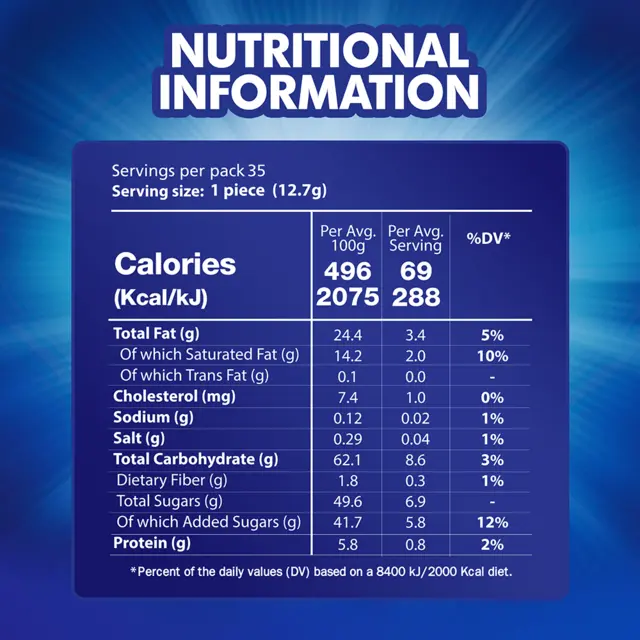 NUTRITIONAL
INFORMATION
Servings per pack 35
Serving size: 1 piece (12.7g)
Calories
(Kcal/kJ)
Per Avg. 100g Per Avg. Serving %DV*
496 69
2075 288
Total Fat (g) 24.4 3.4 5%
Of which Saturated Fat (g) 14.2 2.0 10%
Of which Trans Fat (g) 0.1 0.0 -
Cholesterol (mg) 7.4 1.0 0%
Sodium (g) 0.12 0.02 1%
Salt (g) 0.29 0.04 1%
Total Carbohydrate (g) 62.1 8.6 3%
Dietary Fiber (g) 1.8 0.3 1%
Total Sugars (g) 49.6 6.9 -
Of which Added Sugars (g) 41.7 5.8 12%
Protein (g) 5.8 0.8 2%
*Percent of the daily values (DV) based on a 8400 kJ/2000 Kcal diet.